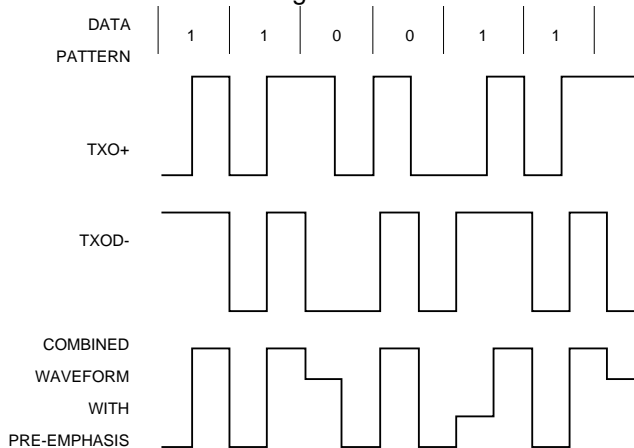 DATA
PATTERN
1 1 0 0 1 1
TXO+
TXOD-
COMBINED
WAVEFORM
WITH
PRE-EMPHASIS